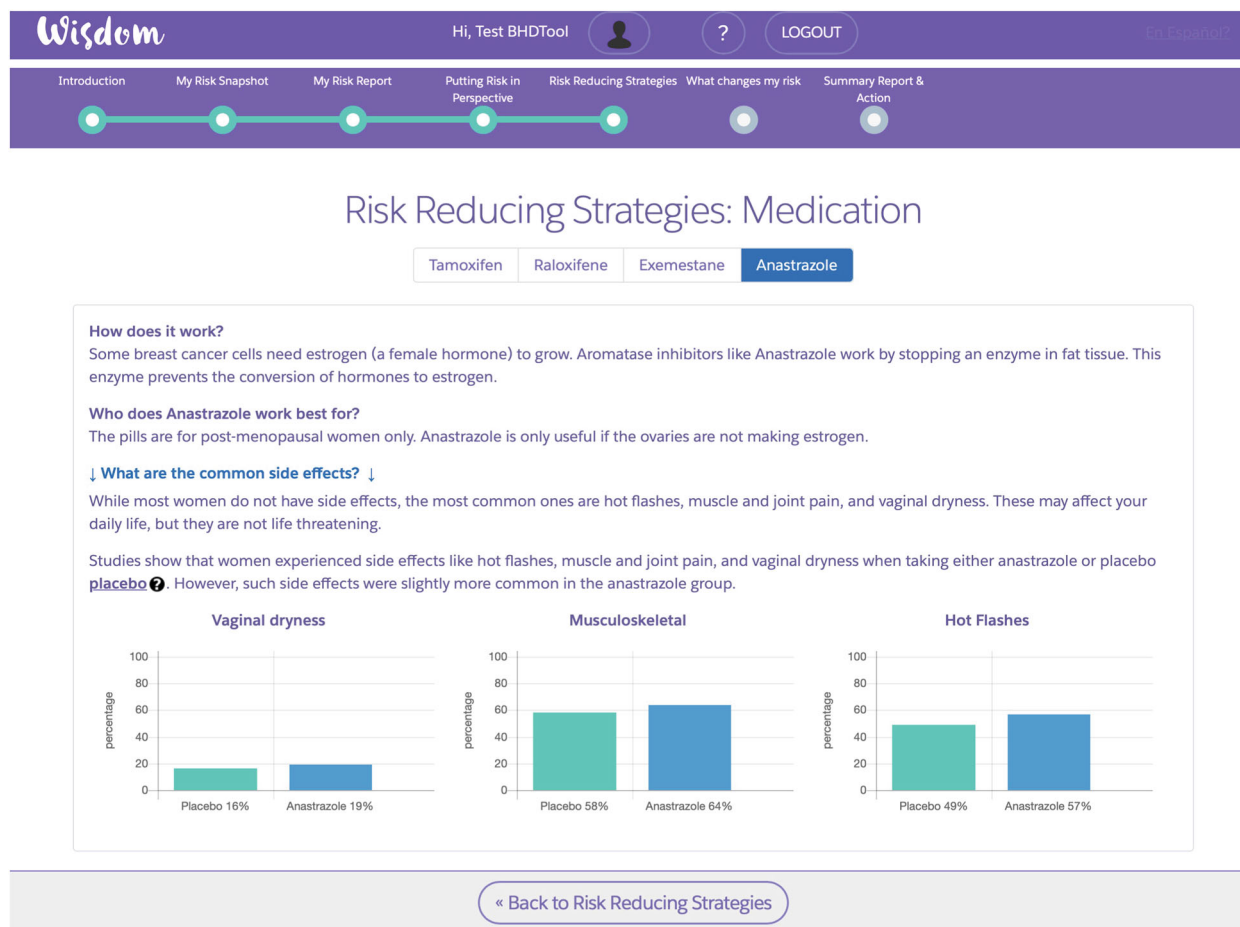 Wisdom
Hi, Test BHDTool
?
LOGOUT
En Español?
Introduction
My Risk Snapshot
My Risk Report
Putting Risk in
Perspective
Risk Reducing Strategies
What changes my risk
Summary Report &
Action
Risk Reducing Strategies: Medication
Tamoxifen
Raloxifene
Exemestane
Anastrazole
How does it work?
Some breast cancer cells need estrogen (a female hormone) to grow. Aromatase inhibitors like Anastrazole work by stopping an enzyme in fat tissue. This
enzyme prevents the conversion of hormones to estrogen.
Who does Anastrazole work best for?
The pills are for post-menopausal women only. Anastrazole is only useful if the ovaries are not making estrogen.
↓ What are the common side effects? ↓
While most women do not have side effects, the most common ones are hot flashes, muscle and joint pain, and vaginal dryness. These may affect your
daily life, but they are not life threatening.
Studies show that women experienced side effects like hot flashes, muscle and joint pain, and vaginal dryness when taking either anastrazole or placebo
placebo ?. However, such side effects were slightly more common in the anastrazole group.
Vaginal dryness
percentage
100
80
60
40
20
0
Placebo 16%
Anastrazole 19%
Musculoskeletal
percentage
100
80
60
40
20
0
Placebo 58%
Anastrazole 64%
Hot Flashes
percentage
100
80
60
40
20
0
Placebo 49%
Anastrazole 57%
« Back to Risk Reducing Strategies